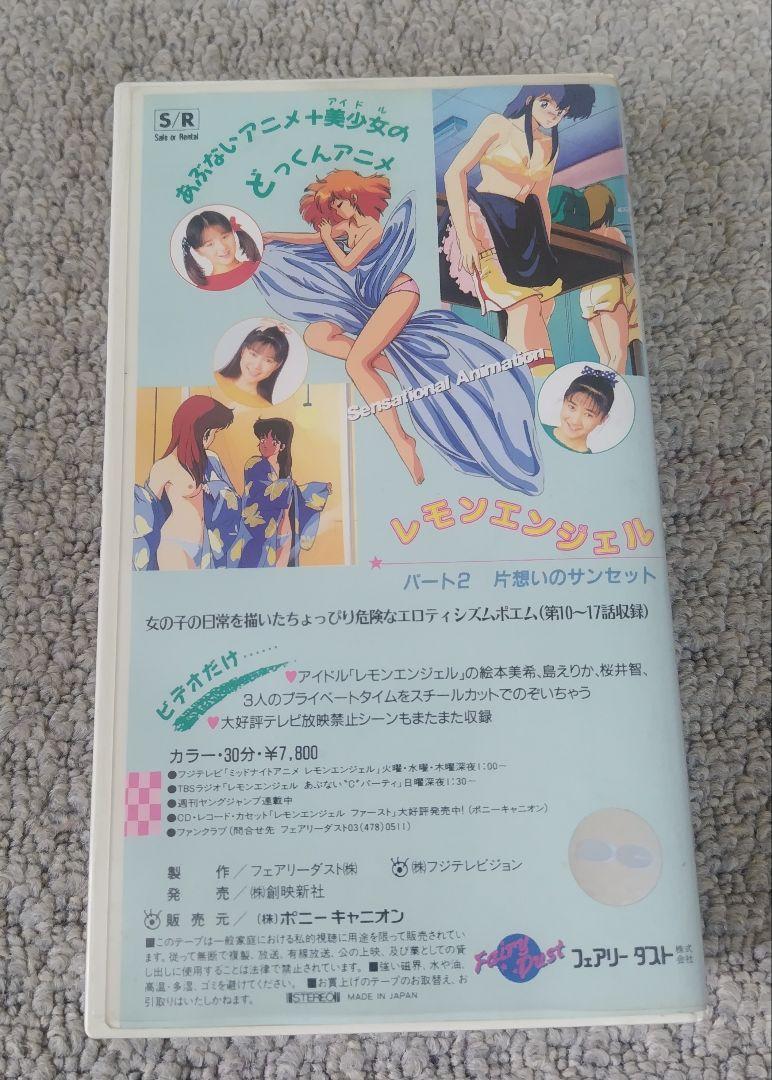 S/R
Sale or Rental
あぶないアニメ+美少女の
アイドル
どっくんアニメ
Sensational Animation
レモンエンジェル
パート2 片想いのサンセット
女の子の日常を描いたちょっぴり危険なエロティシズムポエム(第10〜17話収録)
ビデオだけ……
♥アイドル「レモンエンジェル」の絵本美希、島えりか、桜井智、
3人のプライベートタイムをスチールカットでのぞいちゃう
♥大好評テレビ放映禁止シーンもまたまた収録
カラー・30分・¥7,800
●フジテレビ「ミッドナイトアニメ レモンエンジェル」火曜・水曜・木曜深夜1:00〜
●TBSラジオ「レモンエンジェル あぶない"C"パーティ」日曜深夜1:30〜
●週刊ヤングジャンプ連載中
●CD・レコード・カセット「レモンエンジェル ファースト」大好評発売中!(ポニーキャニオン)
●ファンクラブ(問合せ先 フェアリーダスト03(478)0511)
製作/フェアリーダスト㈱ ㈱フジテレビジョン
発売/㈱創映新社
販売元/(株)ポニーキャニオン
■このテープは一般家庭における私的視聴に用途を限って販売されてい
ます。従って無断で複製、放送、有線放送、公の上映、及び業としての貸
し出しに使用することは法律で禁止されています。■強い磁界、水や油、
高温・多湿、ゴミを避けてください。■お買上げのテープのお取替え、お
引取りはいたしかねます。 STEREO MADE IN JAPAN
Fairy Dust フェアリーダスト株式会社